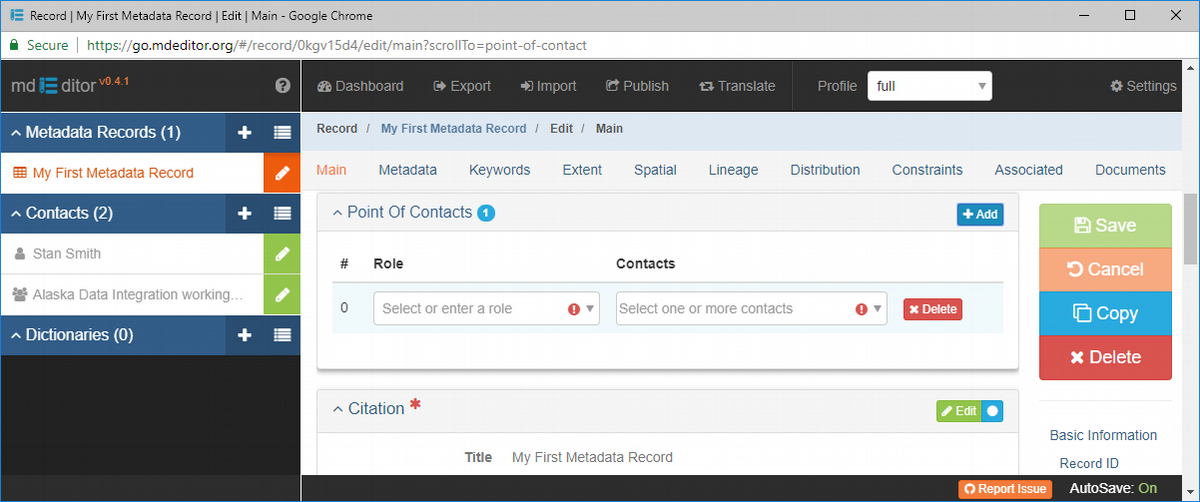 Record | My First Metadata Record | Edit | Main - Google Chrome
Secure https://go.mdeditor.org/#/record/0kgv15d4/edit/main?scrollTo=point-of-contact
md Editor v0.4.1
Dashboard Export Import Publish Translate Profile full Settings
Metadata Records (1)
My First Metadata Record
Contacts (2)
Stan Smith
Alaska Data Integration working...
Dictionaries (0)
Record / My First Metadata Record / Edit / Main
Main Metadata Keywords Extent Spatial Lineage Distribution Constraints Associated Documents
Point Of Contacts 1
Add
# Role Contacts
0 Select or enter a role Select one or more contacts Delete
Citation *
Edit
Title My First Metadata Record
Save
Cancel
Copy
Delete
Basic Information
Record ID
Report Issue AutoSave: On